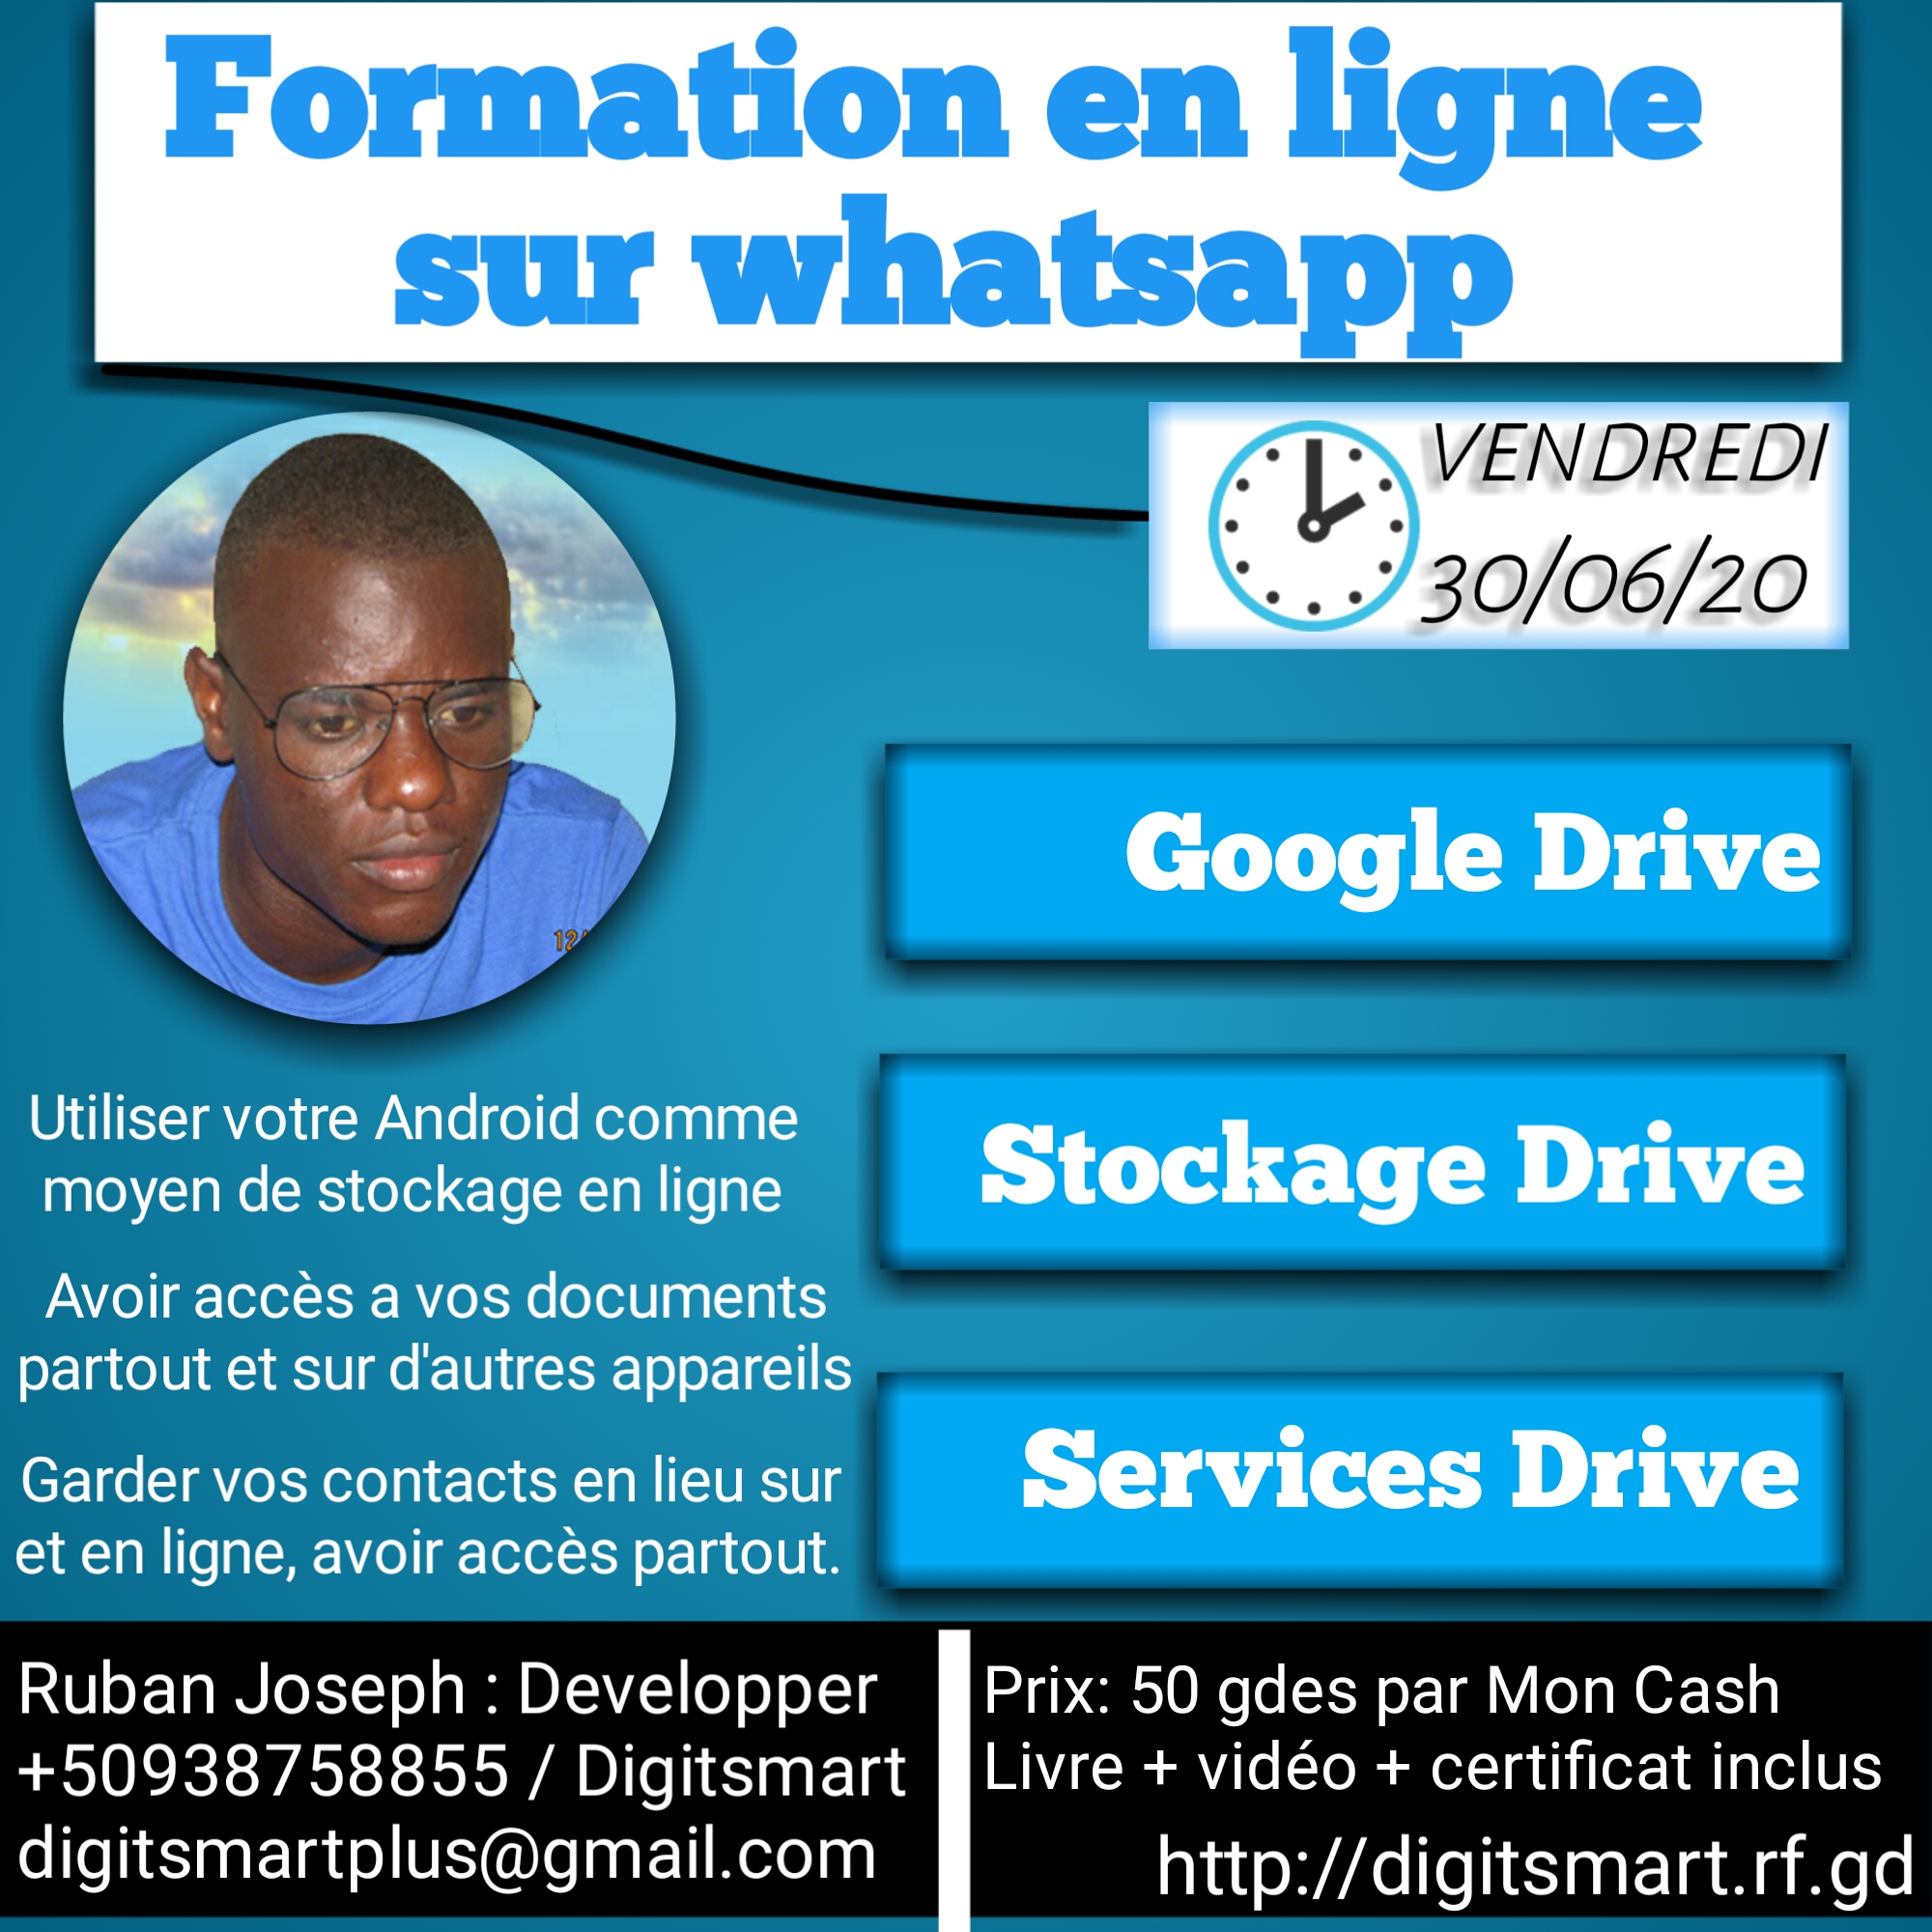 Formation en ligne
sur whatsapp
VENDREDI
30/06/20
Google Drive
Stockage Drive
Services Drive
Utiliser votre Android comme
moyen de stockage en ligne
Avoir accès a vos documents
partout et sur d'autres appareils
Garder vos contacts en lieu sur
et en ligne, avoir accès partout.
Ruban Joseph : Developper
+50938758855 / Digitsmart
digitsmartplus@gmail.com
Prix: 50 gdes par Mon Cash
Livre + vidéo + certificat inclus
http://digitsmart.rf.gd